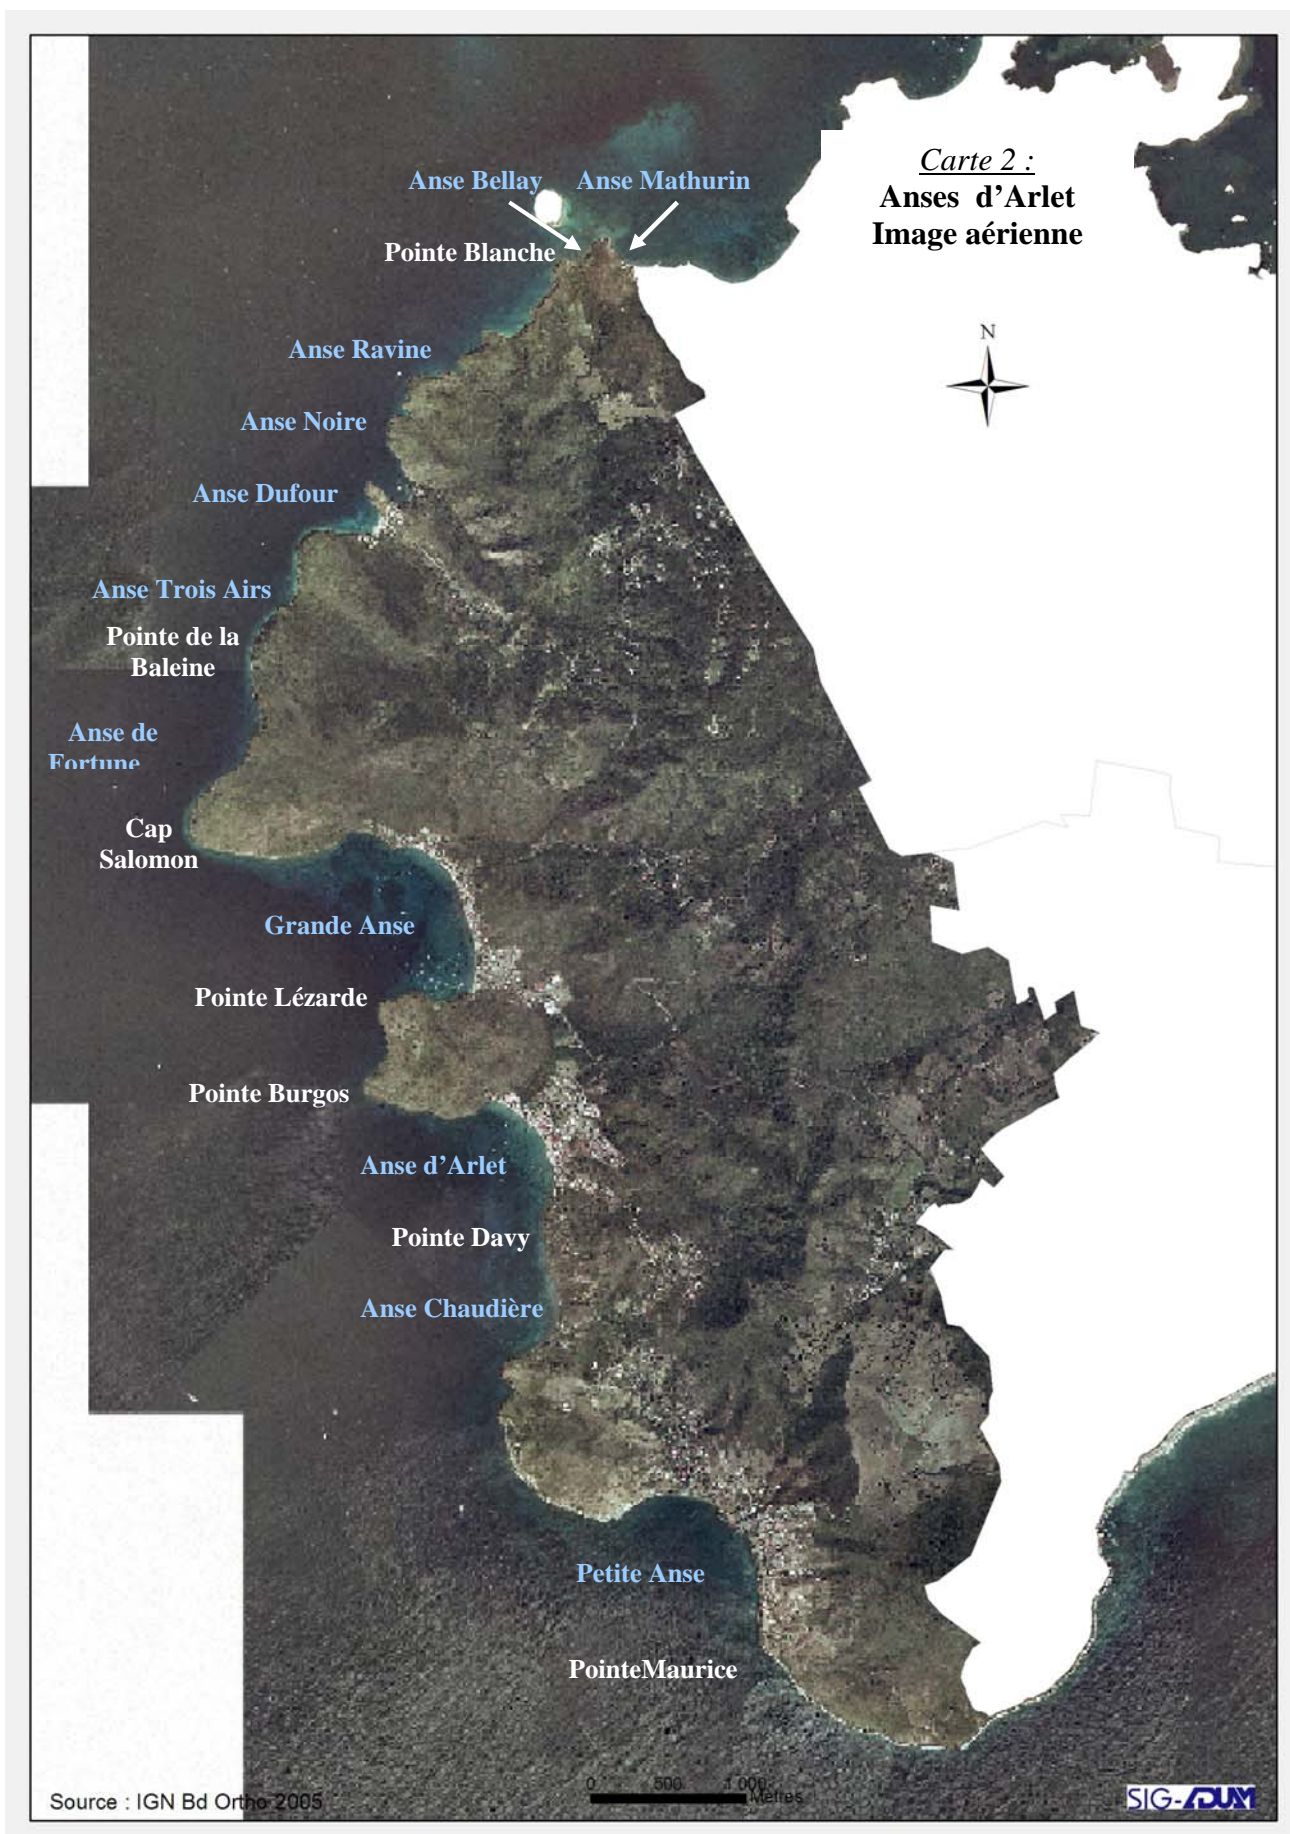 Carte 2 :
Anses d'Arlet
Image aérienne
Anse Bellay
Anse Mathurin
Pointe Blanche
N
Anse Ravine
Anse Noire
Anse Dufour
Anse Trois Airs
Pointe de la
Baleine
Anse de
Fortune
Cap
Salomon
Grande Anse
Pointe Lézarde
Pointe Burgos
Anse d'Arlet
Pointe Davy
Anse Chaudière
Petite Anse
PointeMaurice
0 500 1 000
Mètres
Source : IGN Bd Ortho 2005
SIG-ADUAM